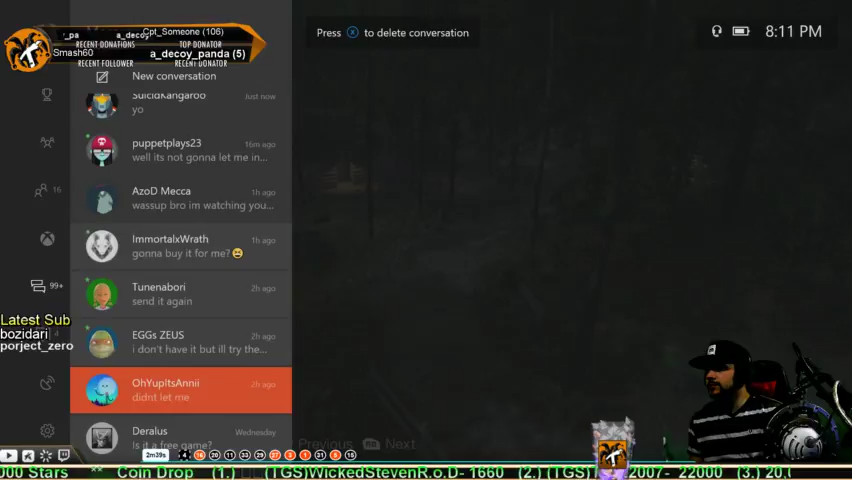 Cpt_Someone (106)
RECENT DONATIONS
TOP DONATOR
Smash60
a_decoy_panda (5)
RECENT FOLLOWER
RECENT DONATOR
Press X to delete conversation
8:11 PM
New conversation
SuicidKangaroo
Just now
yo
puppetplays23
16m ago
well its not gonna let me in...
16
AzoD Mecca
1h ago
wassup bro im watching you...
ImmortalxWrath
1h ago
gonna buy it for me?😆
99+
Tunenabori
2h ago
send it again
Latest Sub
bozidari
porject_zero
EGGs ZEUS
2h ago
i don't have it but ill try the...
OhYupItsAnnii
2h ago
didnt let me
Deralus
Wednesday
Is it a free game?
Previous
Next
2m39s
000 Stars ** Coin Drop (1.) (TGS)WickedStevenR.o.D- 1660 (2.) (TGS) 2007- 22000 (3.) 20,0